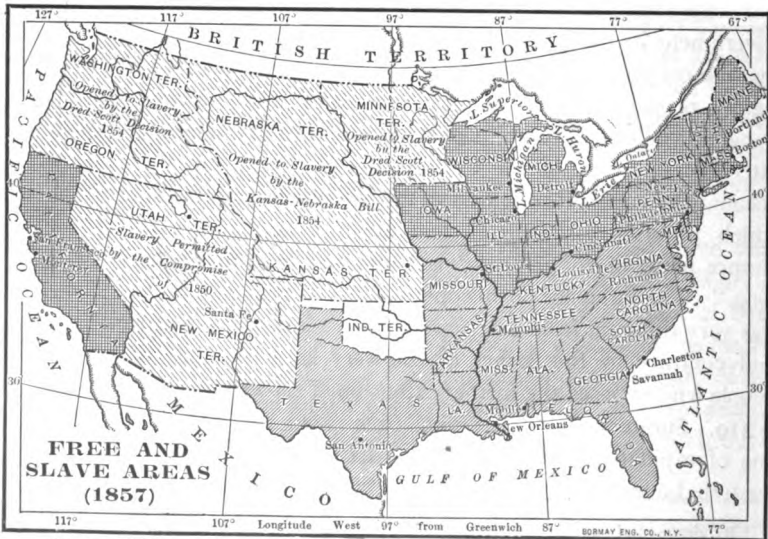 127°
117°
107°
97°
87°
77°
67°
BRITISH TERRITORY
PACIFIC OCEAN
WASHINGTON TER.
Opened to Slavery
by the
Dred Scott Decision
1854
OREGON TER.
NEBRASKA TER.
Opened to Slavery
by the
Kansas-Nebraska Bill
1854
MINNESOTA
TER.
Opened to Slavery
by the
Dred Scott
Decision 1854
L. Superior
L. Huron
L. Michigan
L. Erie
WISCONSIN
Milwaukee
MICH.
Detroit
MAINE
Portland
MASS.
Boston
NEW YORK
PENN.
Philadelphia
40
40
UTAH TER.
Slavery Permitted
by the Compromise
of 1850
CALIFORNIA
San Francisco
Monterey
IOWA
Chicago
ILL.
IND.
OHIO
Cincinnati
KANSAS TER.
MISSOURI
St. Louis
Louisville
KENTUCKY
VIRGINIA
Richmond
Santa Fe
NEW MEXICO
TER.
IND. TER.
ARKANSAS
TENNESSEE
Memphis
NORTH
CAROLINA
SOUTH
CAROLINA
Charleston
Savannah
MISS.
ALA.
GEORGIA
30
30
TEXAS
LA.
Mobile
FLORIDA
New Orleans
San Antonio
GULF OF MEXICO
ATLANTIC OCEAN
MEXICO
FREE AND
SLAVE AREAS
(1857)
117°
107°
Longitude West
97°
from Greenwich
87°
77°
BORMAY ENG. CO., N.Y.